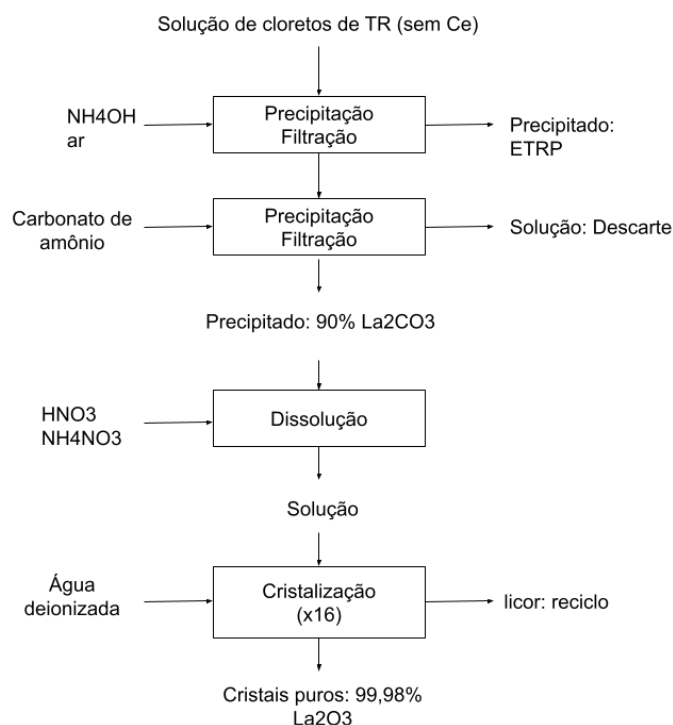 Solução de cloretos de TR (sem Ce)
NH4OH
ar
Precipitação
Filtração
Precipitado:
ETRP
Carbonato de
amônio
Precipitação
Filtração
Solução: Descarte
Precipitado: 90% La2CO3
HNO3
NH4NO3
Dissolução
Solução
Água
deionizada
Cristalização
(x16)
licor: reciclo
Cristais puros: 99,98%
La2O3